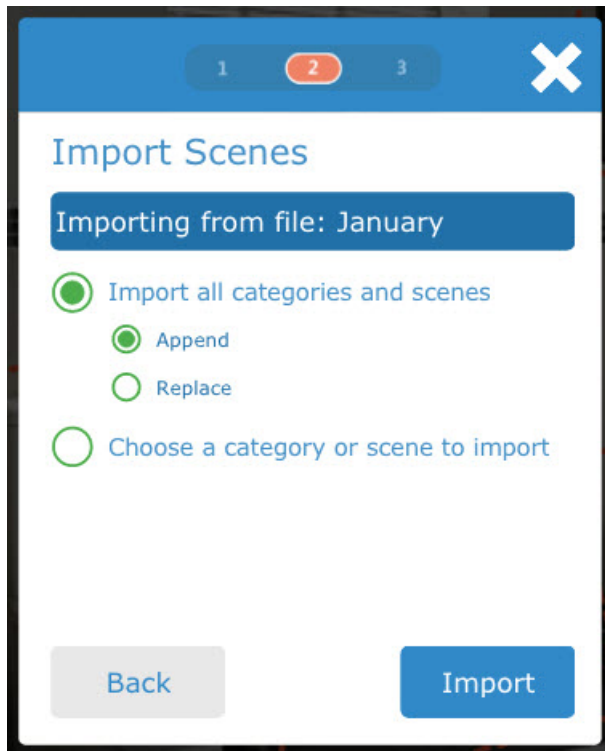 1 2 3
Import Scenes
Importing from file: January
Import all categories and scenes
Append
Replace
Choose a category or scene to import
Back Import